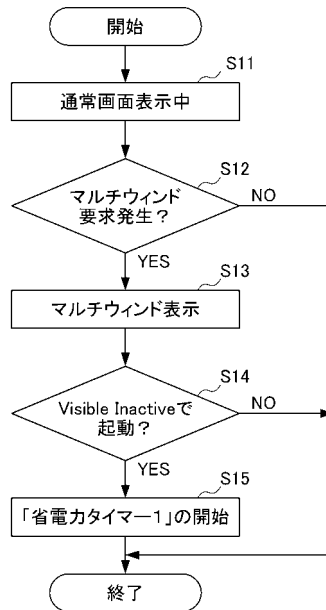 開始
S11
通常画面表示中
S12
マルチウィンド
要求発生？
NO
YES
S13
マルチウィンド表示
S14
Visible Inactiveで
起動？
NO
YES
S15
「省電力タイマー１」の開始
終了